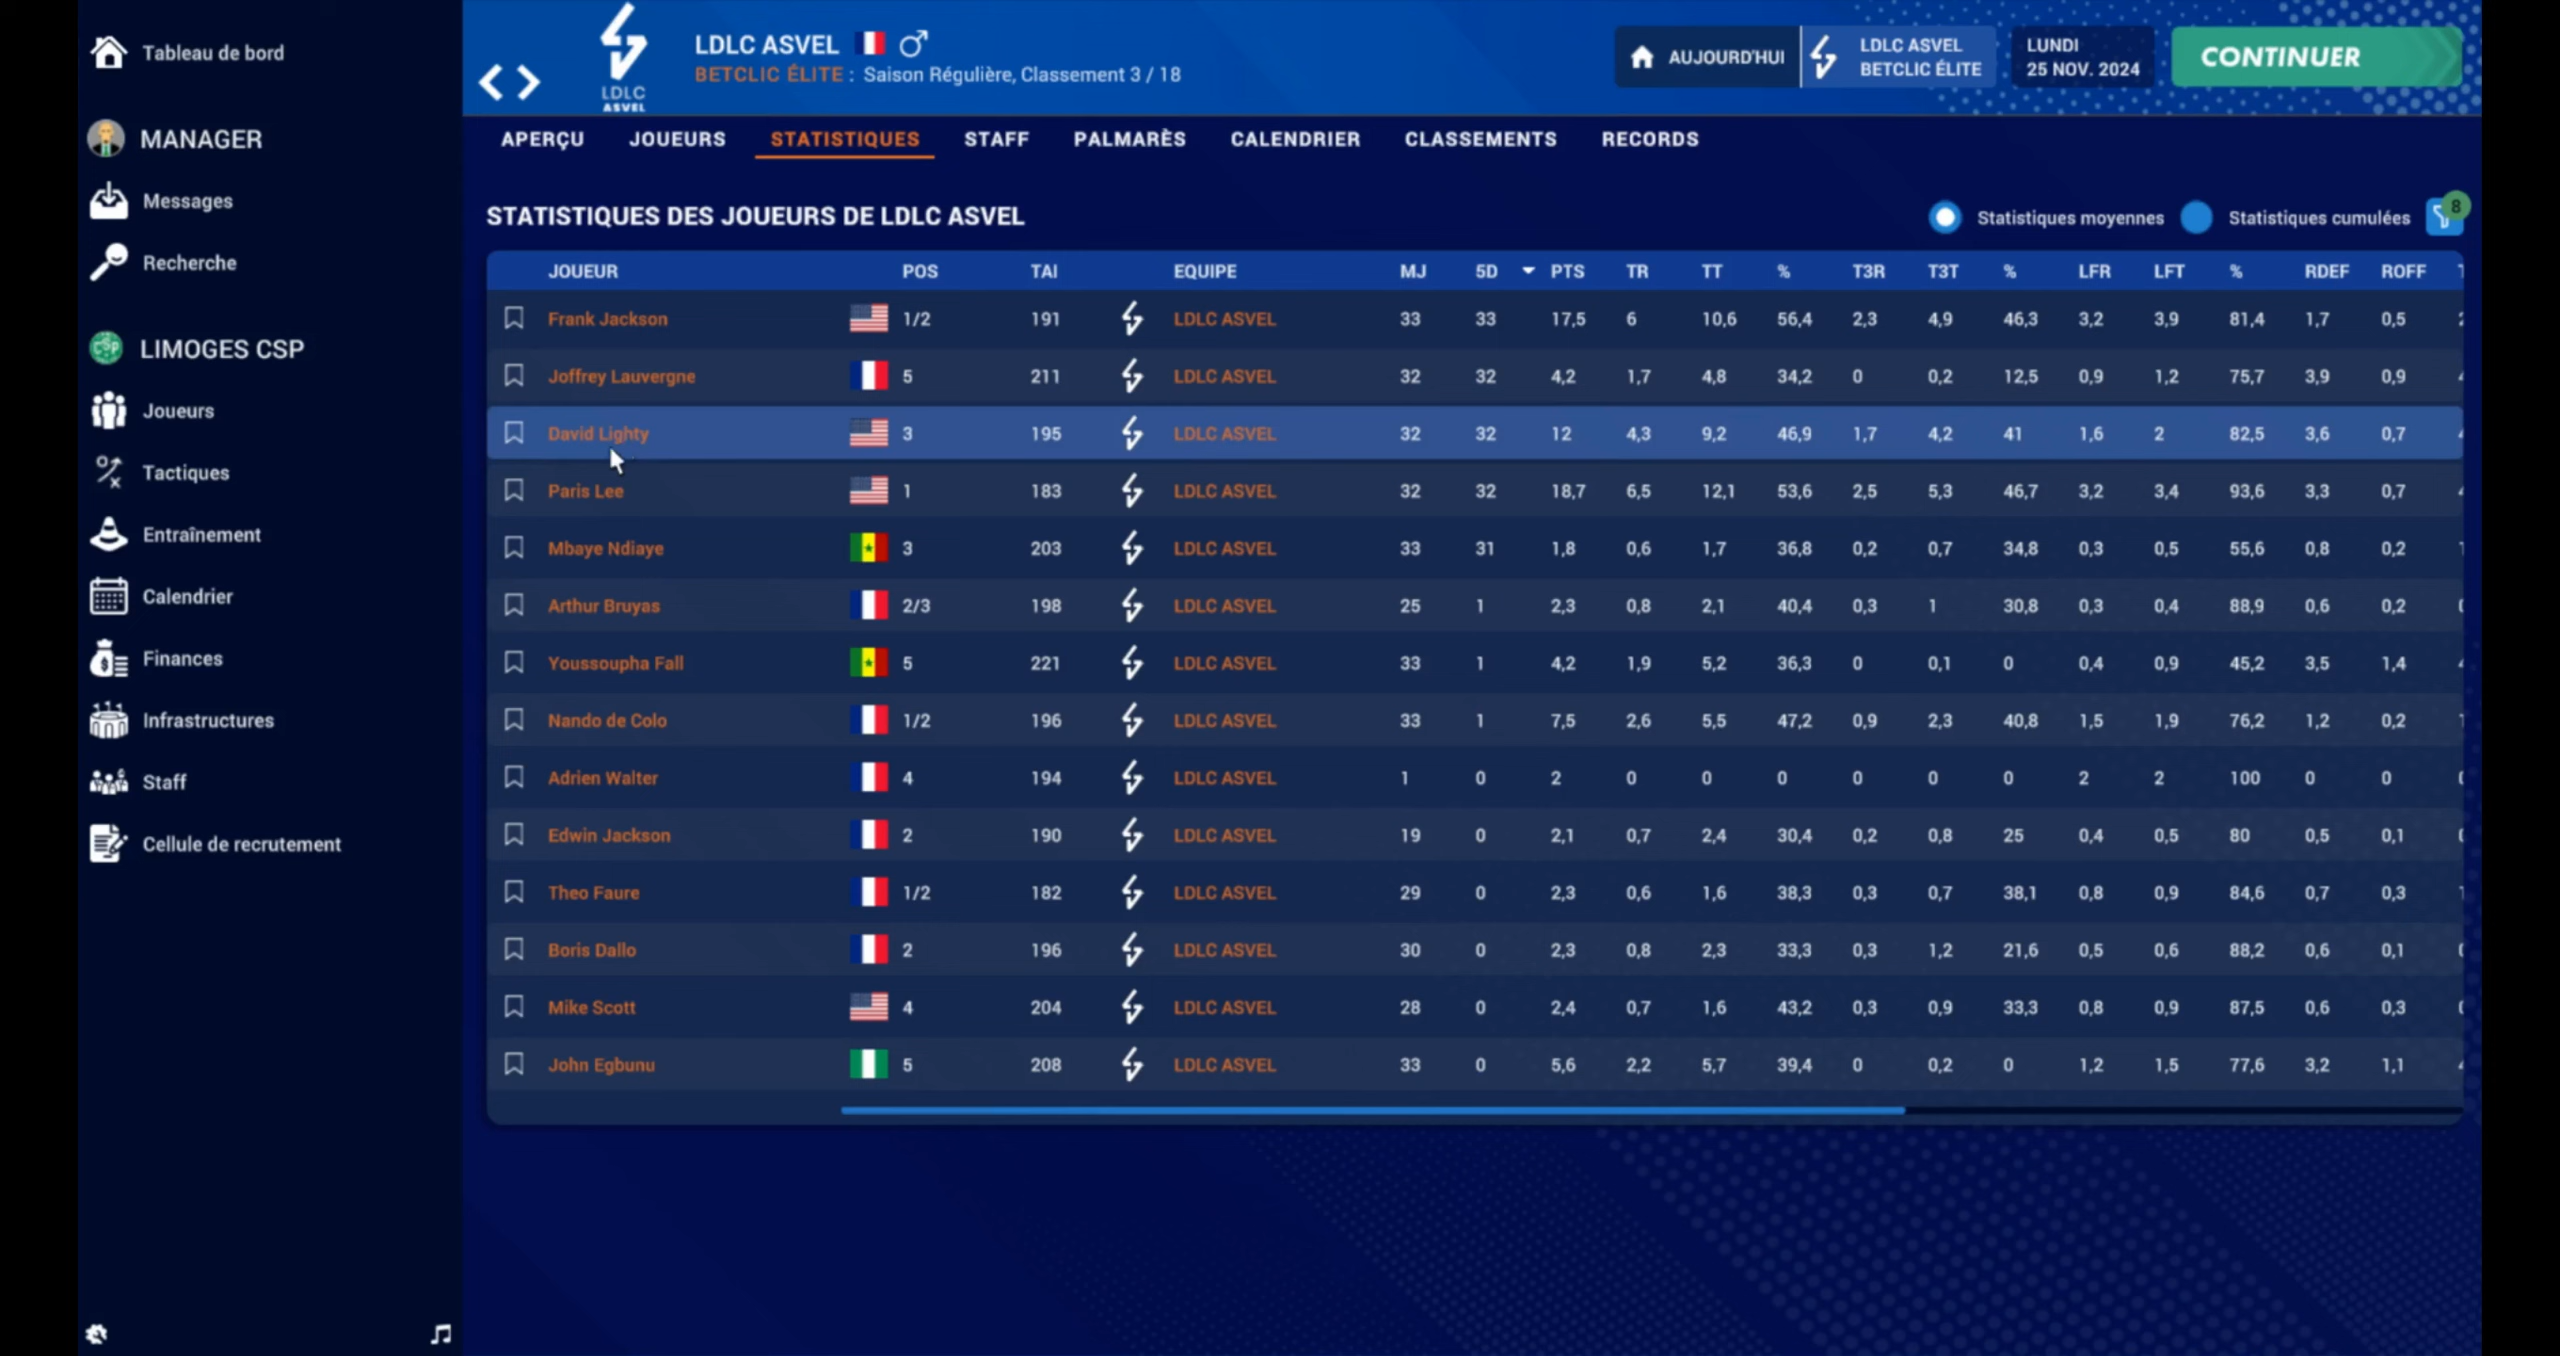 Tableau de bord
MANAGER
Messages
Recherche
LIMOGES CSP
Joueurs
Tactiques
Entraînement
Calendrier
Finances
Infrastructures
Staff
Cellule de recrutement
LDLC
ASVEL
LDLC ASVEL
BETCLIC ÉLITE : Saison Régulière, Classement 3 / 18
AUJOURD'HUI
LDLC ASVEL
BETCLIC ÉLITE
LUNDI
25 NOV. 2024
CONTINUER
APERÇU JOUEURS STATISTIQUES STAFF PALMARÈS CALENDRIER CLASSEMENTS RECORDS
STATISTIQUES DES JOUEURS DE LDLC ASVEL
Statistiques moyennes Statistiques cumulées 8
JOUEUR POS TAI EQUIPE MJ 5D PTS TR TT % T3R T3T % LFR LFT % RDEF ROFF
Frank Jackson 1/2 191 LDLC ASVEL 33 33 17,5 6 10,6 56,4 2,3 4,9 46,3 3,2 3,9 81,4 1,7 0,5
Joffrey Lauvergne 5 211 LDLC ASVEL 32 32 4,2 1,7 4,8 34,2 0 0,2 12,5 0,9 1,2 75,7 3,9 0,9
David Lighty 3 195 LDLC ASVEL 32 32 12 4,3 9,2 46,9 1,7 4,2 41 1,6 2 82,5 3,6 0,7
Paris Lee 1 183 LDLC ASVEL 32 32 18,7 6,5 12,1 53,6 2,5 5,3 46,7 3,2 3,4 93,6 3,3 0,7
Mbaye Ndiaye 3 203 LDLC ASVEL 33 31 1,8 0,6 1,7 36,8 0,2 0,7 34,8 0,3 0,5 55,6 0,8 0,2
Arthur Bruyas 2/3 198 LDLC ASVEL 25 1 2,3 0,8 2,1 40,4 0,3 1 30,8 0,3 0,4 88,9 0,6 0,2
Youssoupha Fall 5 221 LDLC ASVEL 33 1 4,2 1,9 5,2 36,3 0 0,1 0 0,4 0,9 45,2 3,5 1,4
Nando de Colo 1/2 196 LDLC ASVEL 33 1 7,5 2,6 5,5 47,2 0,9 2,3 40,8 1,5 1,9 76,2 1,2 0,2
Adrien Walter 4 194 LDLC ASVEL 1 0 2 0 0 0 0 0 0 2 2 100 0 0
Edwin Jackson 2 190 LDLC ASVEL 19 0 2,1 0,7 2,4 30,4 0,2 0,8 25 0,4 0,5 80 0,5 0,1
Theo Faure 1/2 182 LDLC ASVEL 29 0 2,3 0,6 1,6 38,3 0,3 0,7 38,1 0,8 0,9 84,6 0,7 0,3
Boris Dallo 2 196 LDLC ASVEL 30 0 2,3 0,8 2,3 33,3 0,3 1,2 21,6 0,5 0,6 88,2 0,6 0,1
Mike Scott 4 204 LDLC ASVEL 28 0 2,4 0,7 1,6 43,2 0,3 0,9 33,3 0,8 0,9 87,5 0,6 0,3
John Egbunu 5 208 LDLC ASVEL 33 0 5,6 2,2 5,7 39,4 0 0,2 0 1,2 1,5 77,6 3,2 1,1